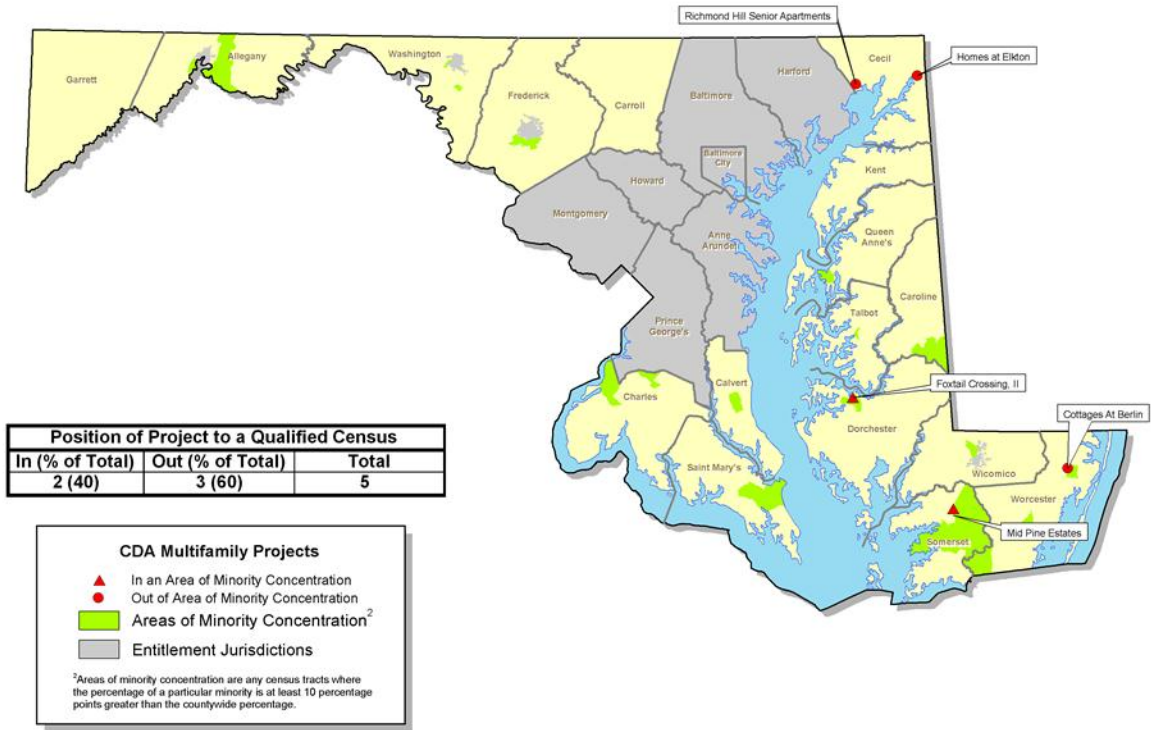 Richmond Hill Senior Apartments
Homes at Elkton
Garrett
Allegany
Washington
Frederick
Carroll
Baltimore
Harford
Cecil
Baltimore
City
Howard
Montgomery
Anne
Arundel
Kent
Queen
Anne's
Caroline
Talbot
Prince
George's
Calvert
Charles
Saint Mary's
Foxtail Crossing, II
Dorchester
Cottages At Berlin
Wicomico
Worcester
Mid Pine Estates
Somerset
Position of Project to a Qualified Census
In (% of Total) Out (% of Total) Total
2 (40) 3 (60) 5
CDA Multifamily Projects
In an Area of Minority Concentration
Out of Area of Minority Concentration
Areas of Minority Concentration2
Entitlement Jurisdictions
2Areas of minority concentration are any census tracts where
the percentage of a particular minority is at least 10 percentage
points greater than the countywide percentage.